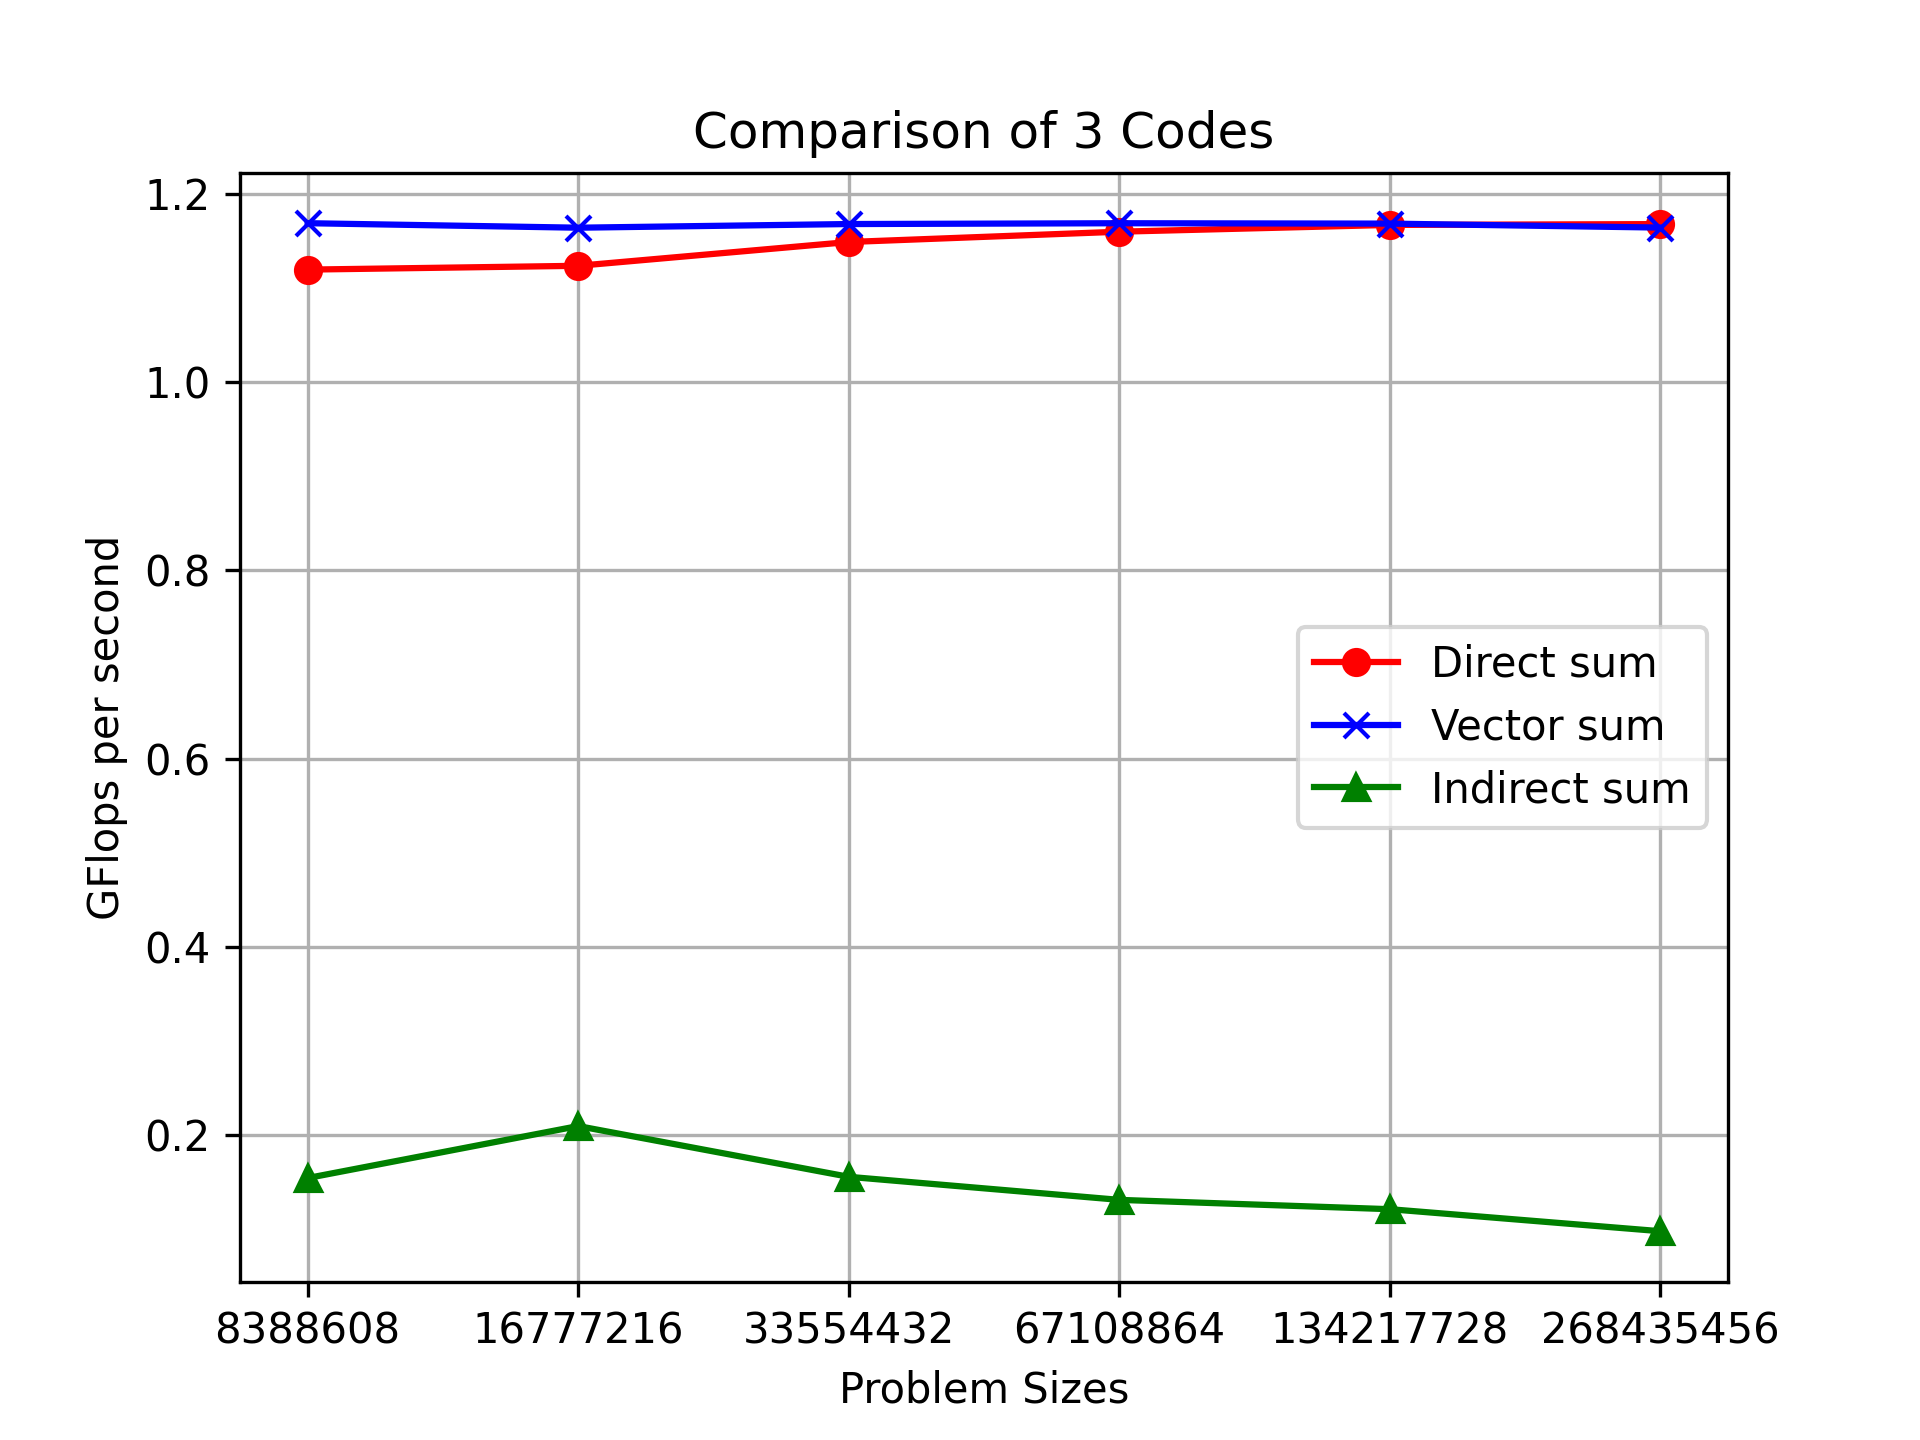 Comparison of 3 Codes
1.2
1.0
0.8
0.6
0.4
0.2
GFlops per second
Direct sum
Vector sum
Indirect sum
8388608 16777216 33554432 67108864 134217728 268435456
Problem Sizes